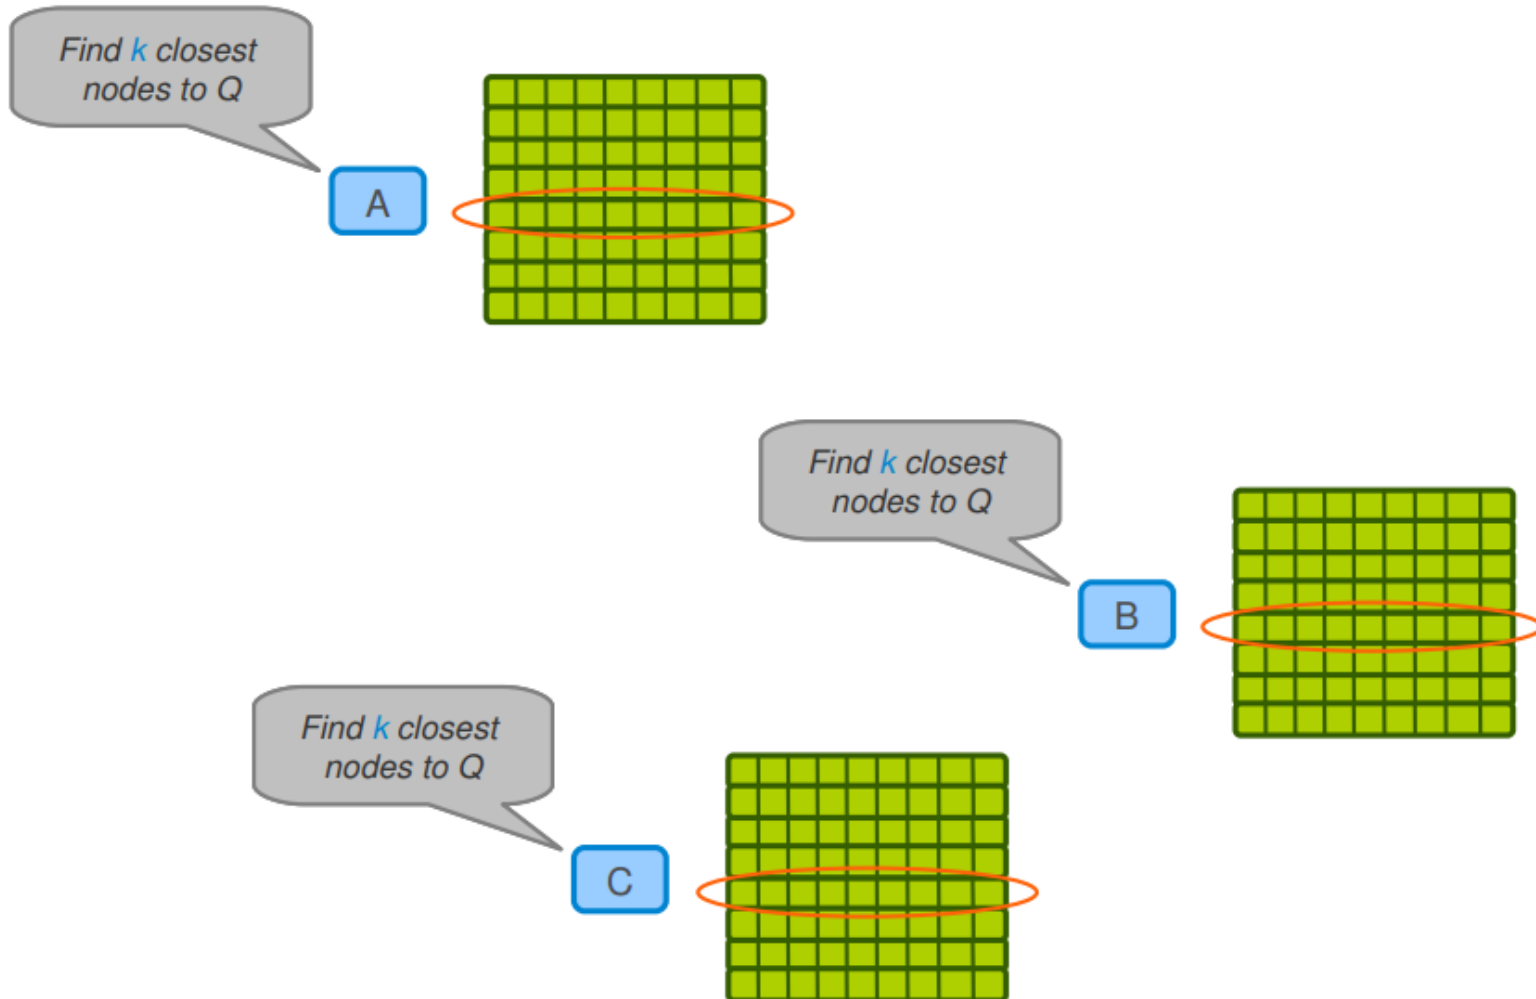 Find k closest
nodes to Q
A
Find k closest
nodes to Q
B
Find k closest
nodes to Q
C